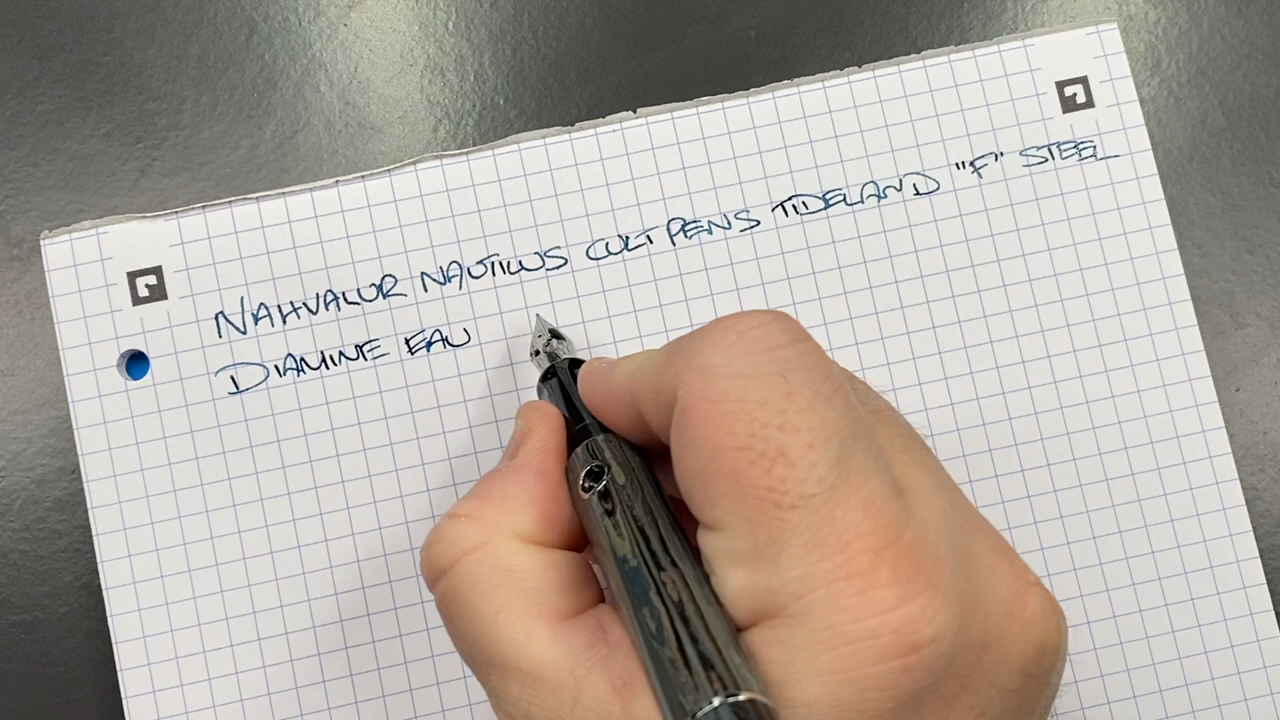 NAHVALUR NAUTILUS CULT PENS TIDELAND "F" STEEL
DIAMINE EAU